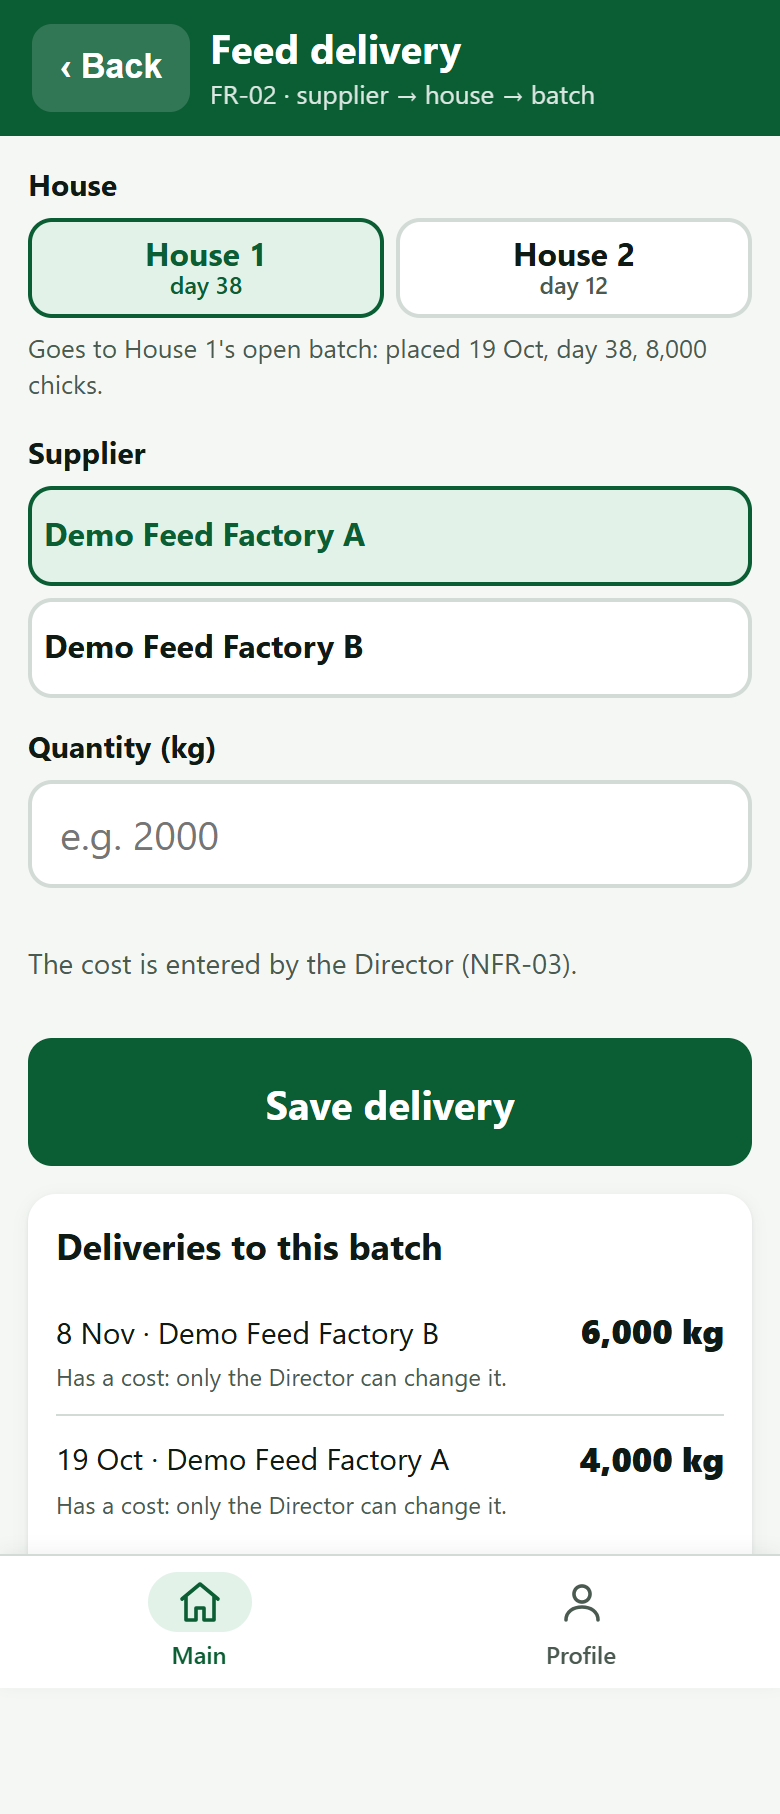 ‹ Back
Feed delivery
FR-02 · supplier → house → batch
House
House 1
day 38
House 2
day 12
Goes to House 1's open batch: placed 19 Oct, day 38, 8,000
chicks.
Supplier
Demo Feed Factory A
Demo Feed Factory B
Quantity (kg)
e.g. 2000
The cost is entered by the Director (NFR-03).
Save delivery
Deliveries to this batch
8 Nov · Demo Feed Factory B
6,000 kg
Has a cost: only the Director can change it.
19 Oct · Demo Feed Factory A
4,000 kg
Has a cost: only the Director can change it.
Main
Profile